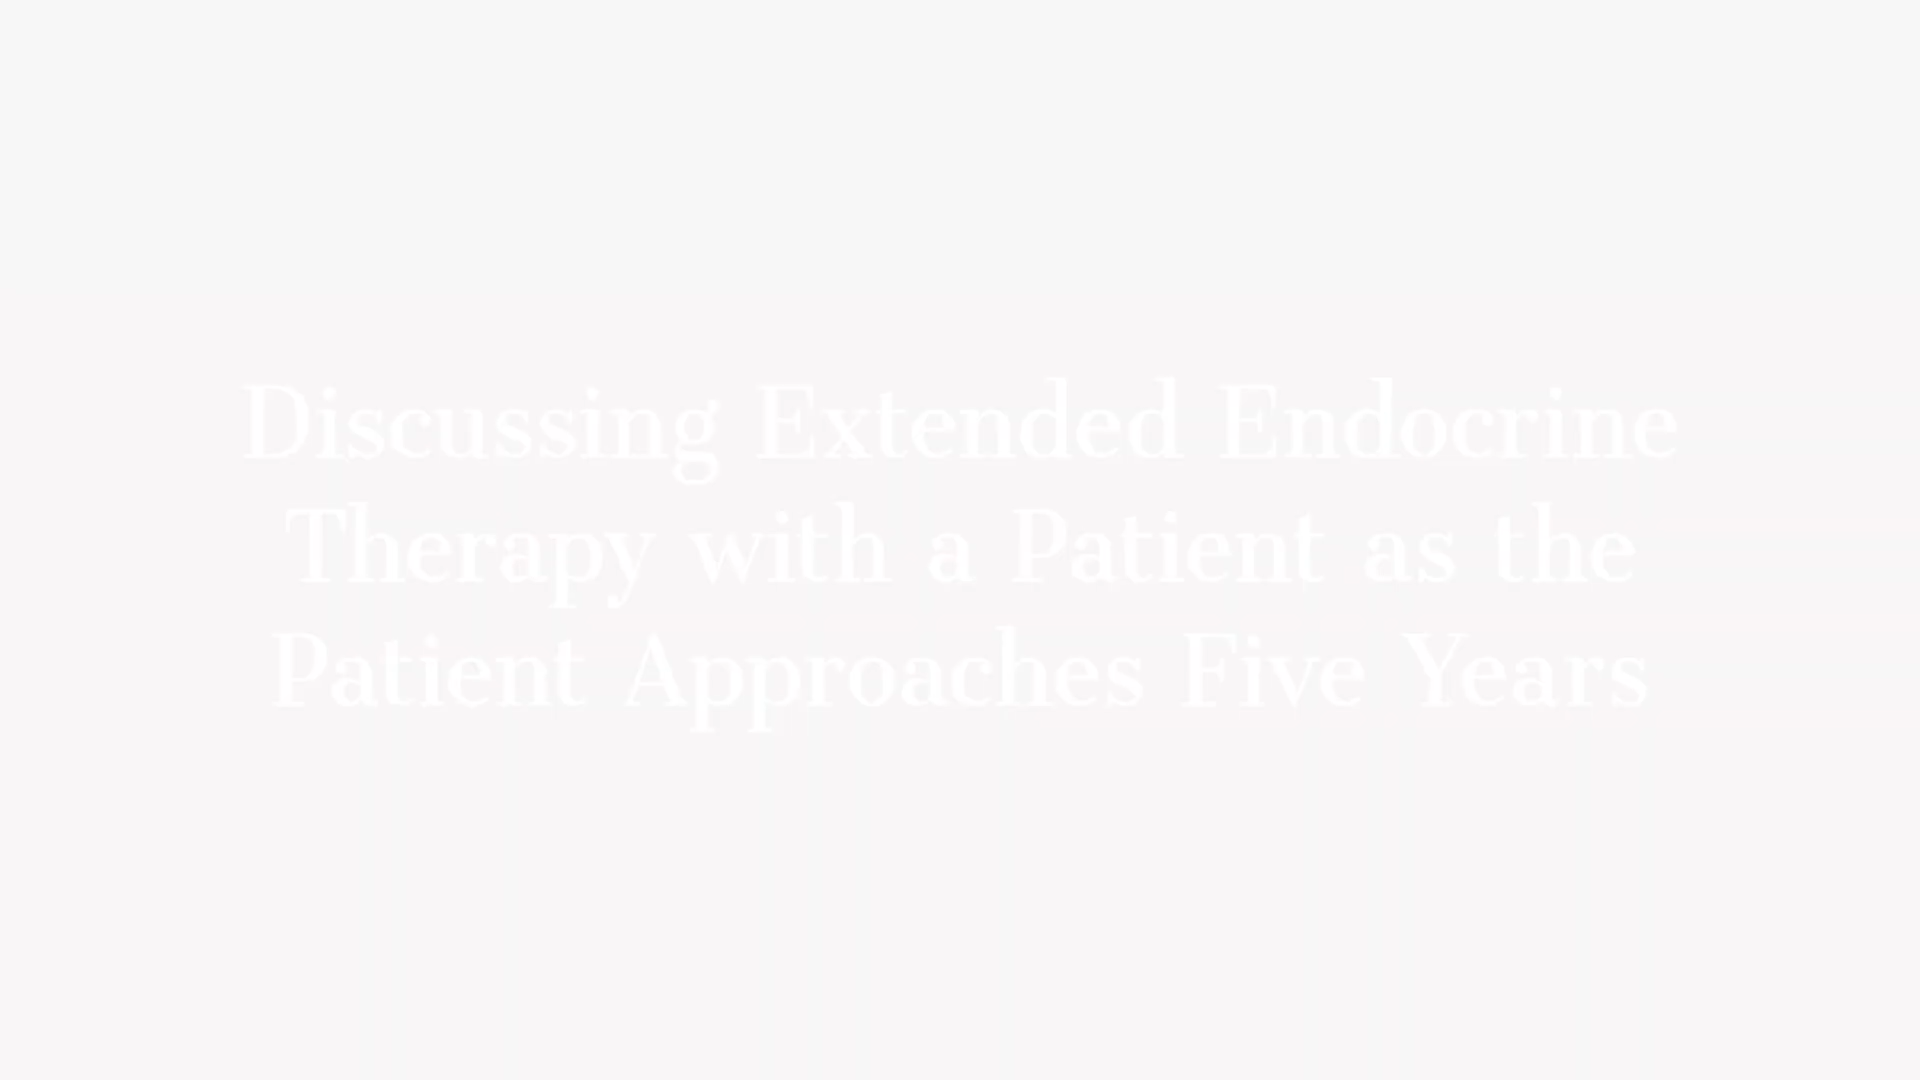 Discussing Extended Endocrine
Therapy with a Patient as the
Patient Approaches Five Years